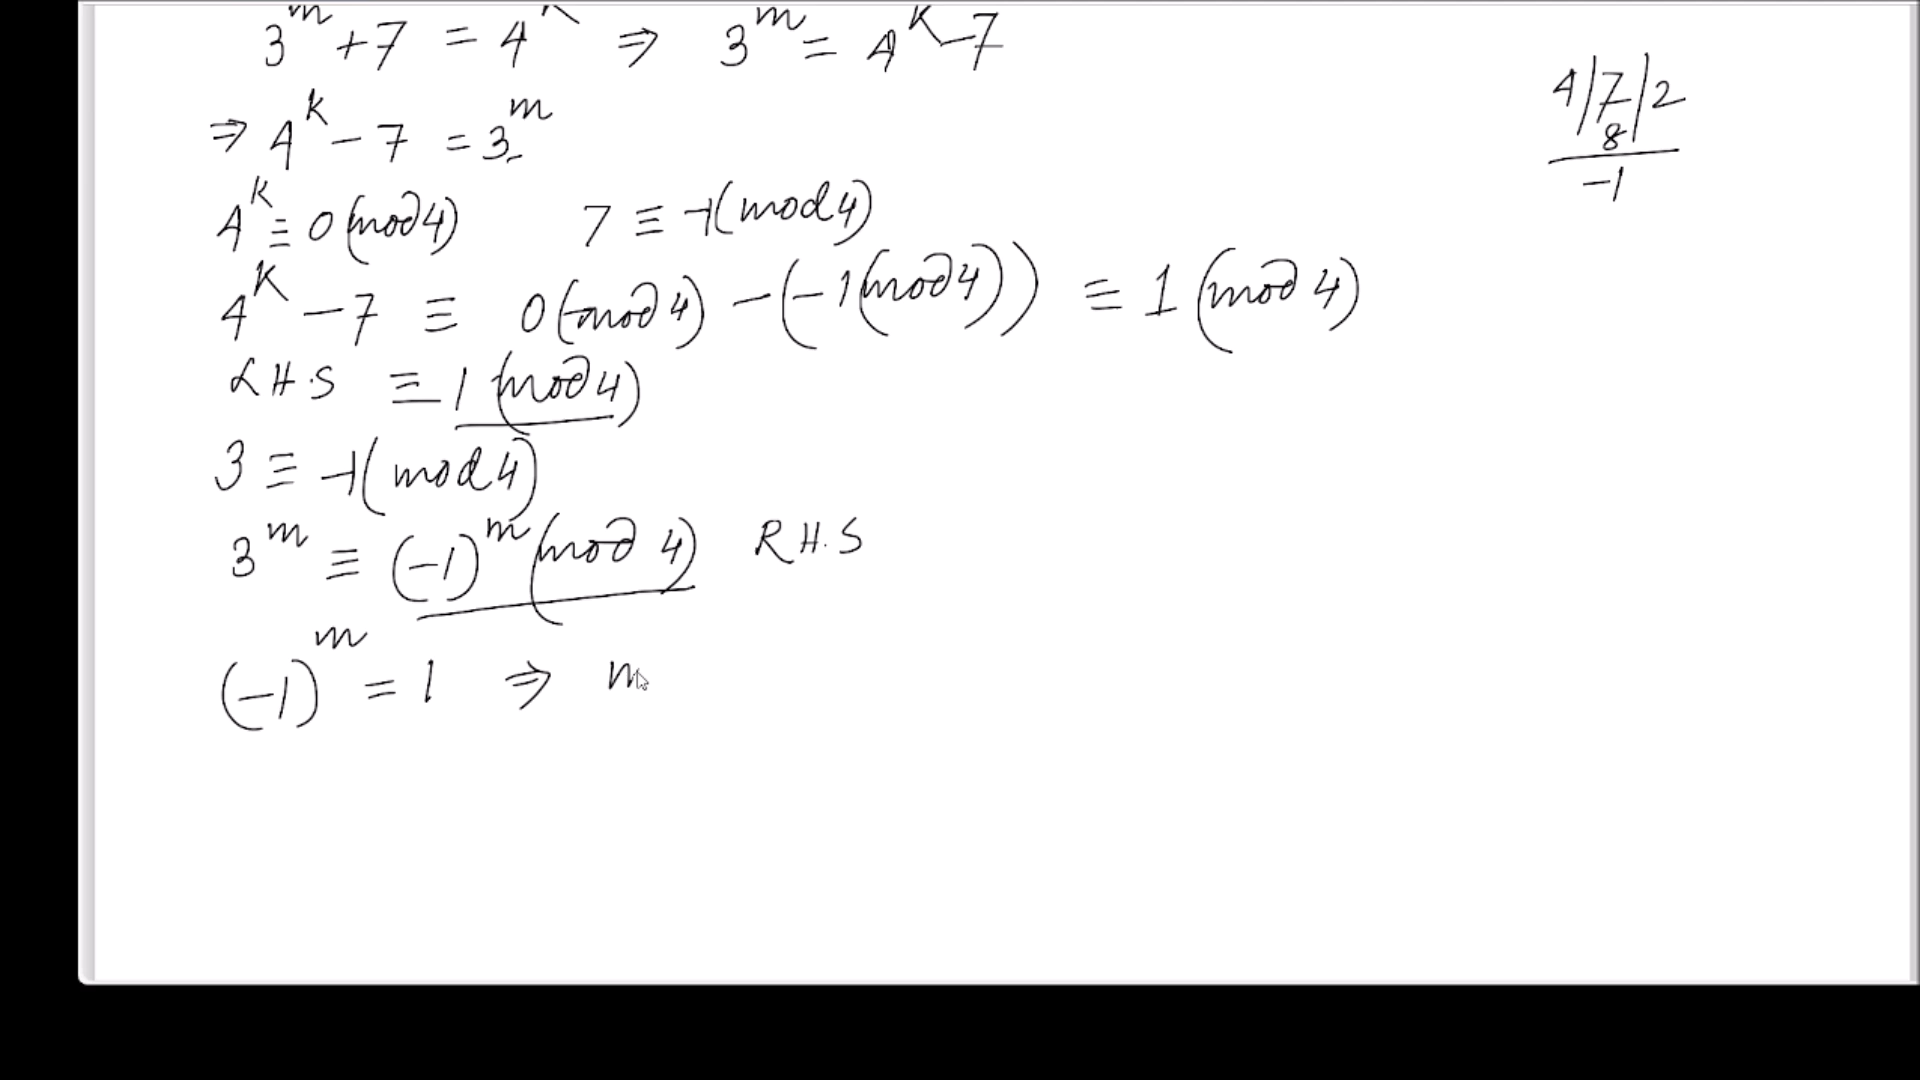 3^m + 7 = 4^k ⇒ 3^m = 4^k - 7
⇒ 4^k - 7 = 3^m
4^k ≡ 0 (mod 4) 7 ≡ -1 (mod 4)
4^k - 7 ≡ 0 (mod 4) - (-1 (mod 4)) ≡ 1 (mod 4)
L.H.S ≡ 1 (mod 4)
3 ≡ -1 (mod 4)
3^m ≡ (-1)^m (mod 4) R.H.S
(-1)^m = 1 ⇒ m
4/7/2
8
-1